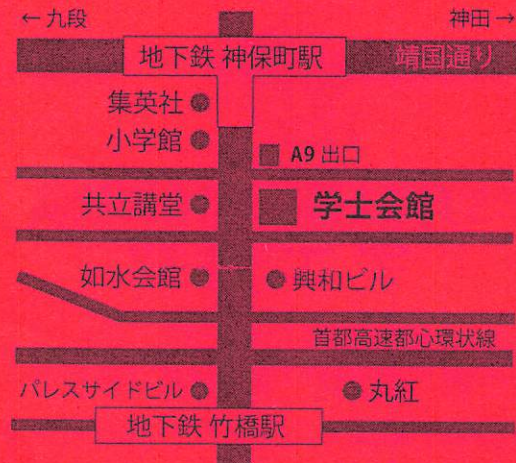 ← 九段
神田 →
地下鉄 神保町駅
靖国通り
集英社
小学館
A9 出口
共立講堂
学士会館
如水会館
興和ビル
首都高速都心環状線
パレスサイドビル
丸紅
地下鉄 竹橋駅